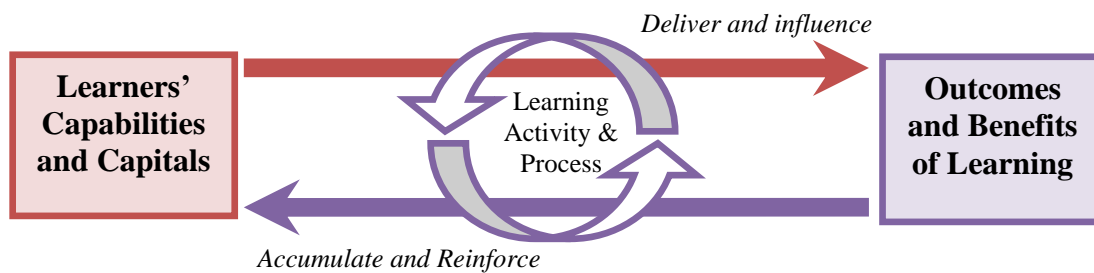 Deliver and influence
Learners’
Capabilities
and Capitals
Learning
Activity &
Process
Outcomes
and Benefits
of Learning
Accumulate and Reinforce